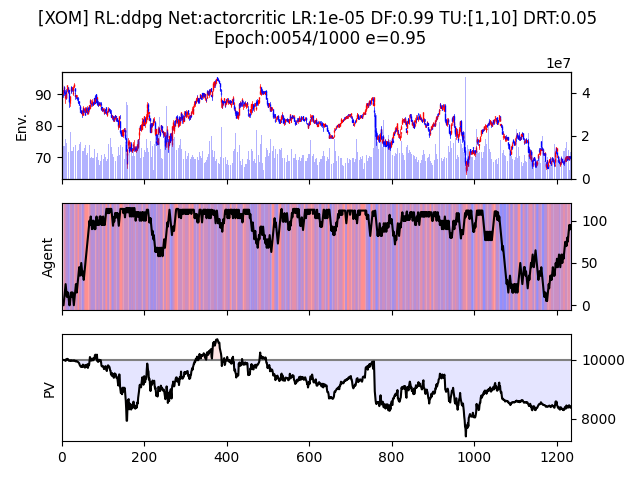 [XOM] RL:ddpg Net:actorcritic LR:1e-05 DF:0.99 TU:[1,10] DRT:0.05
Epoch:0054/1000 e=0.95
1e7
Env.
90
80
70
4
2
0
Agent
100
50
0
PV
10000
8000
0 200 400 600 800 1000 1200